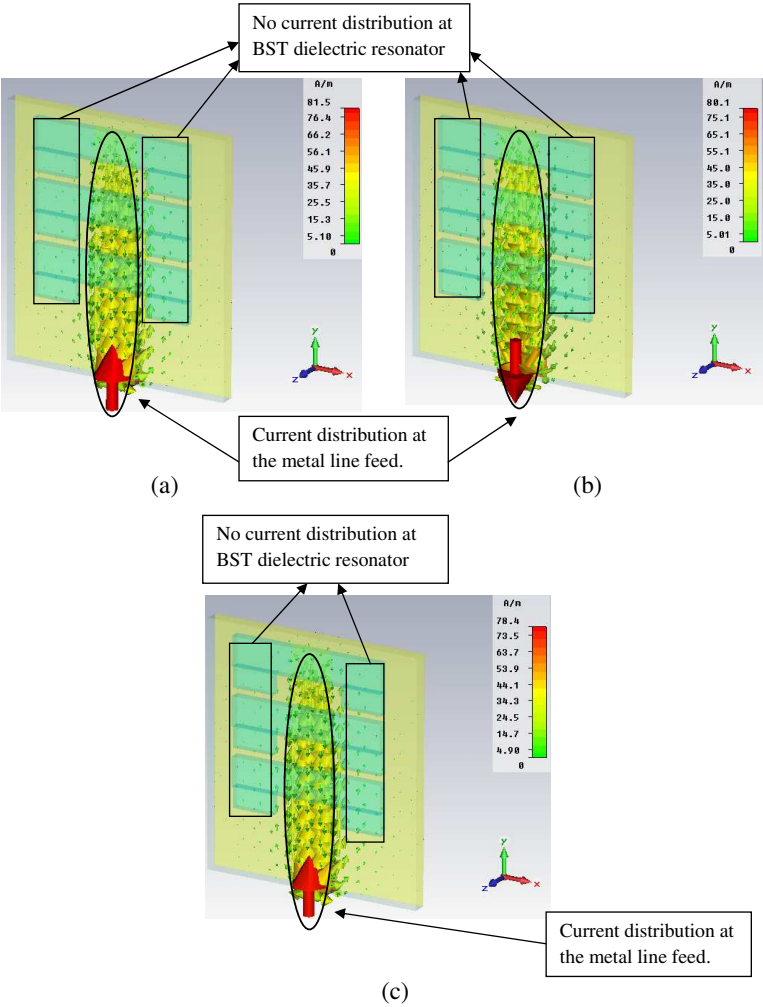 No current distribution at
BST dielectric resonator
A/m
81.5
76.4
66.2
56.1
45.9
35.7
25.5
15.3
5.10
0
y
x
z
A/m
80.1
75.1
65.1
55.1
45.0
35.0
25.0
15.0
5.01
0
y
x
z
Current distribution at
the metal line feed.
(a)
(b)
No current distribution at
BST dielectric resonator
A/m
78.4
73.5
63.7
53.9
44.1
34.3
24.5
14.7
4.90
0
y
x
z
Current distribution at
the metal line feed.
(c)